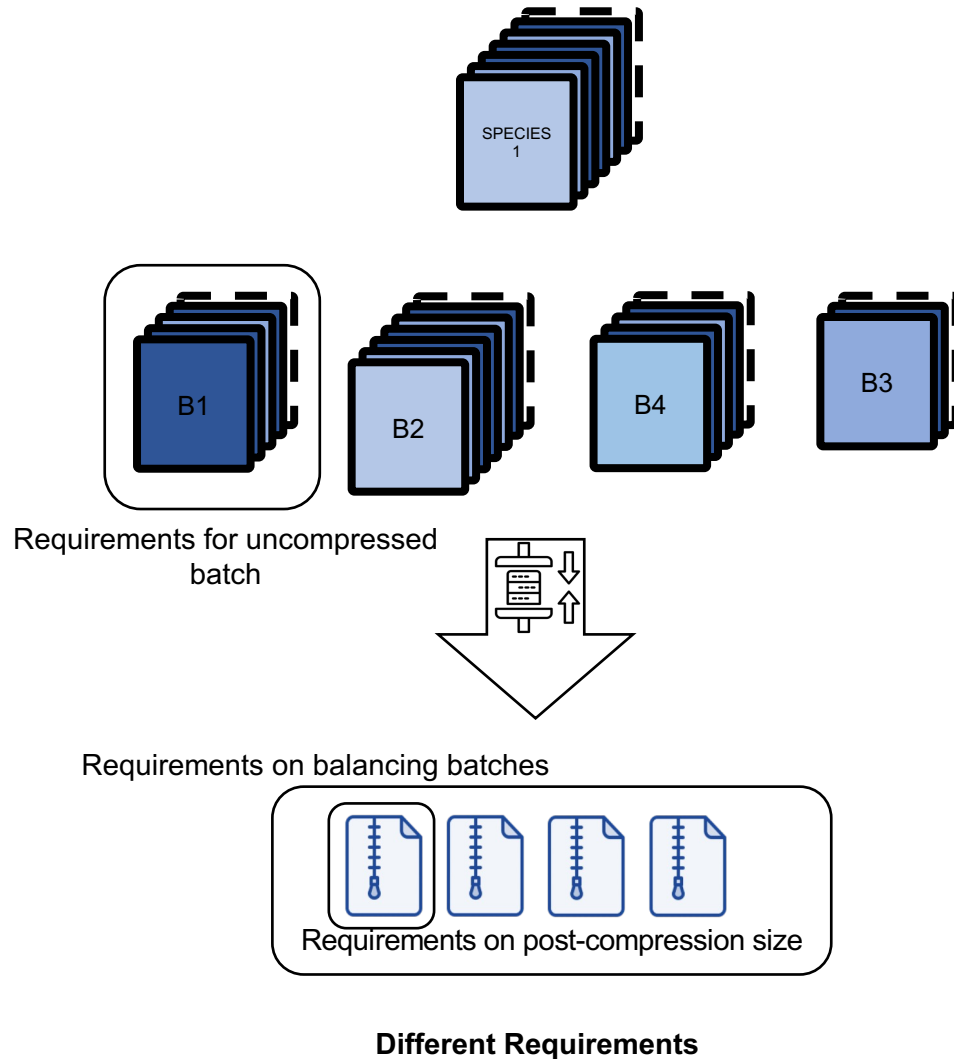 SPECIES
1
B1
B2
B4
B3
Requirements for uncompressed
batch
Requirements on balancing batches
Requirements on post-compression size
Different Requirements